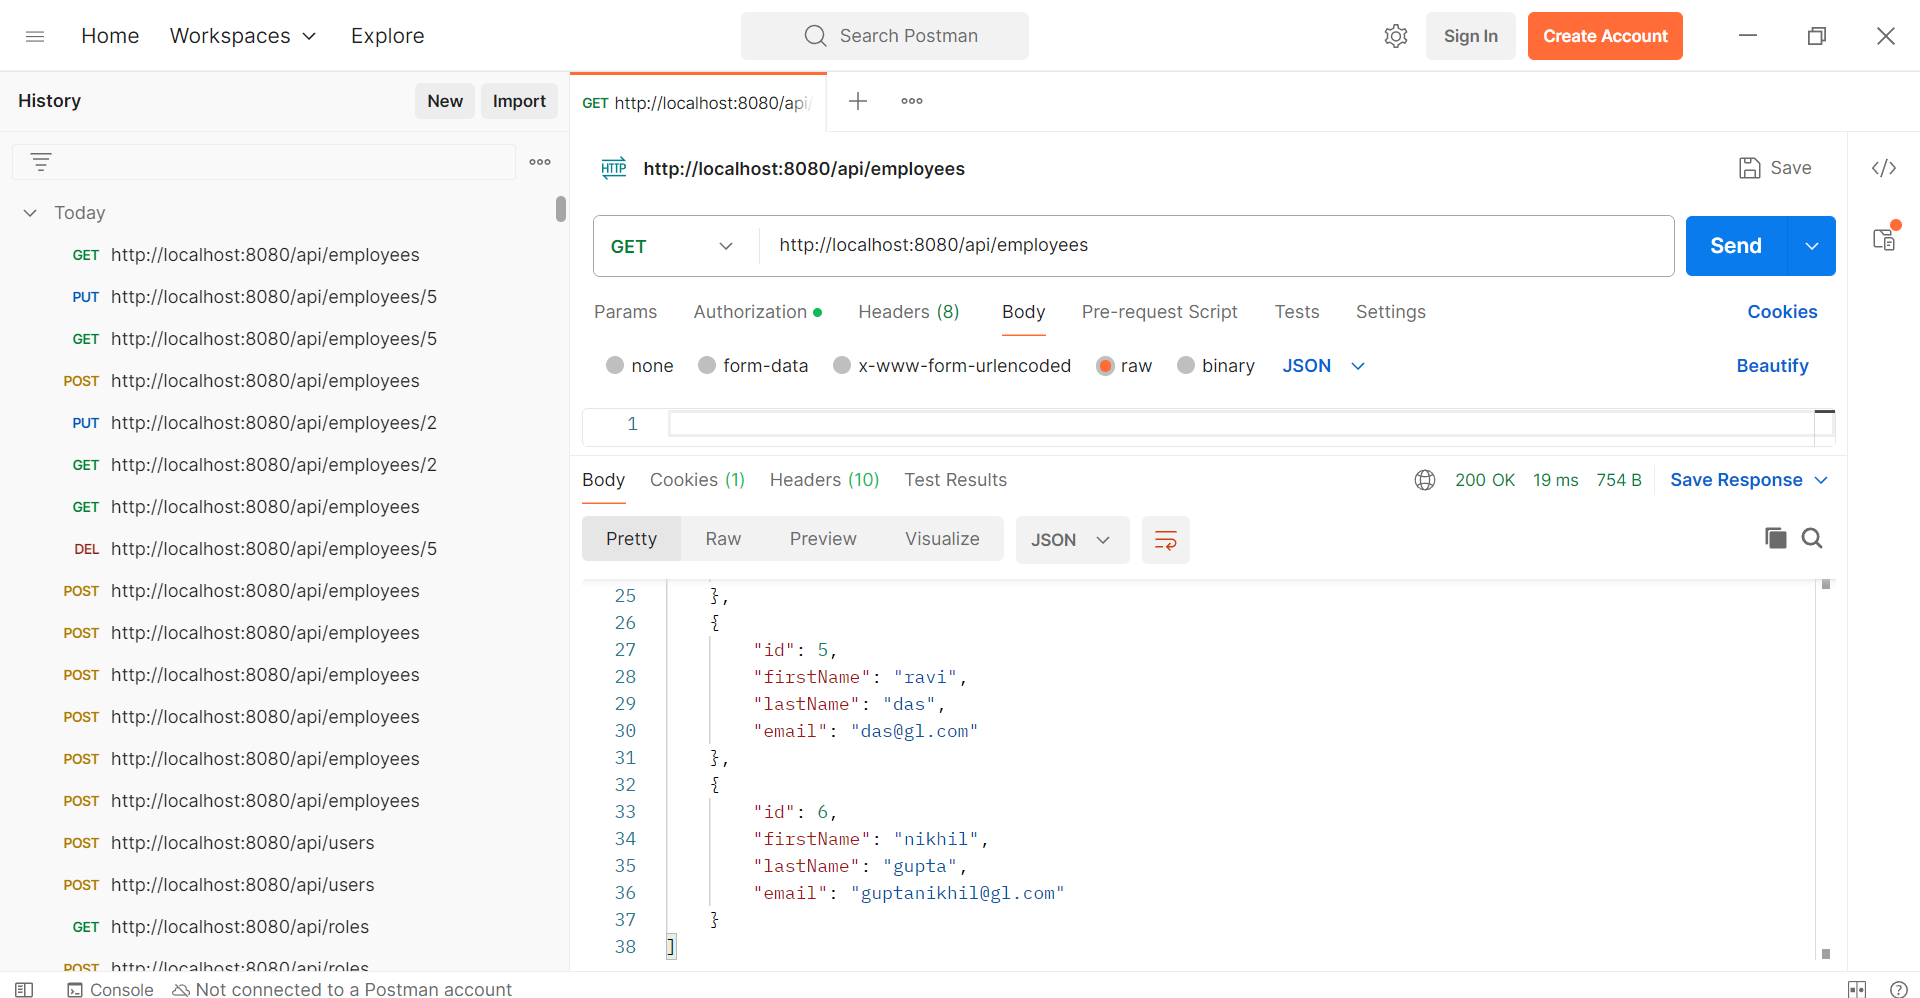 Home Workspaces Explore Search Postman Sign In Create Account
History New Import GET http://localhost:8080/api/
HTTP http://localhost:8080/api/employees Save
Today
GET http://localhost:8080/api/employees
PUT http://localhost:8080/api/employees/5
GET http://localhost:8080/api/employees/5
POST http://localhost:8080/api/employees
PUT http://localhost:8080/api/employees/2
GET http://localhost:8080/api/employees/2
GET http://localhost:8080/api/employees
DEL http://localhost:8080/api/employees/5
POST http://localhost:8080/api/employees
POST http://localhost:8080/api/employees
POST http://localhost:8080/api/employees
POST http://localhost:8080/api/employees
POST http://localhost:8080/api/employees
POST http://localhost:8080/api/employees
POST http://localhost:8080/api/users
POST http://localhost:8080/api/users
GET http://localhost:8080/api/roles
POST http://localhost:8080/api/roles
GET http://localhost:8080/api/employees Send
Params Authorization Headers (8) Body Pre-request Script Tests Settings Cookies
none form-data x-www-form-urlencoded raw binary JSON Beautify
1
Body Cookies (1) Headers (10) Test Results 200 OK 19 ms 754 B Save Response
Pretty Raw Preview Visualize JSON
25 },
26 {
27 "id": 5,
28 "firstName": "ravi",
29 "lastName": "das",
30 "email": "das@gl.com"
31 },
32 {
33 "id": 6,
34 "firstName": "nikhil",
35 "lastName": "gupta",
36 "email": "guptanikhil@gl.com"
37 }
38 ]
Console Not connected to a Postman account